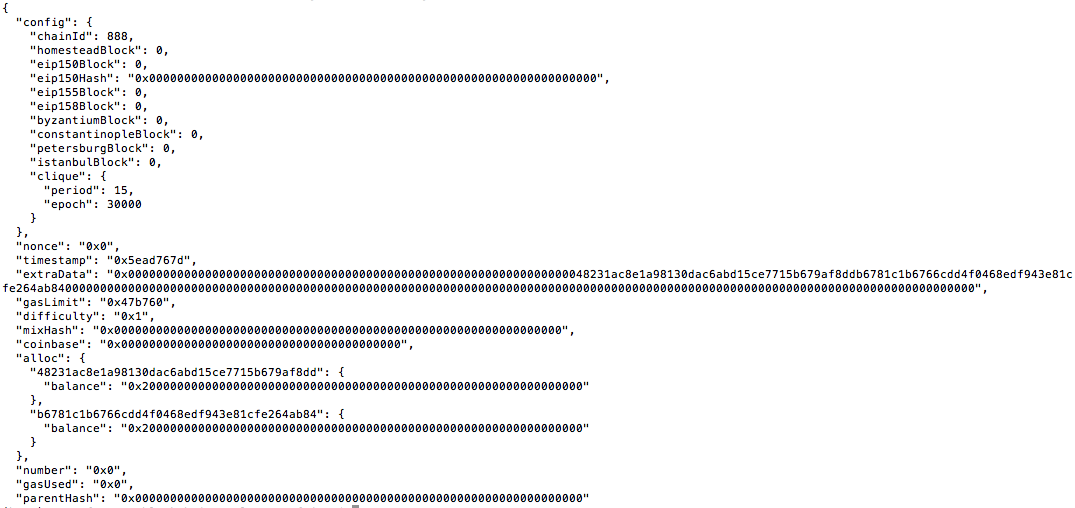 {
"config": {
"chainId": 888,
"homesteadBlock": 0,
"eip150Block": 0,
"eip150Hash": "0x0000000000000000000000000000000000000000000000000000000000000000",
"eip155Block": 0,
"eip158Block": 0,
"byzantiumBlock": 0,
"constantinopleBlock": 0,
"petersburgBlock": 0,
"istanbulBlock": 0,
"clique": {
"period": 15,
"epoch": 30000
}
},
"nonce": "0x0",
"timestamp": "0x5ead767d",
"extraData": "0x000000000000000000000000000000000000000000000000000000000000000048231ac8e1a98130dac6abd15ce7715b679af8ddb6781c1b6766cdd4f0468edf943e81c
fe264ab840000000000000000000000000000000000000000000000000000000000000000000000000000000000000000000000000000000000000000000000000000000000",
"gasLimit": "0x47b760",
"difficulty": "0x1",
"mixHash": "0x0000000000000000000000000000000000000000000000000000000000000000",
"coinbase": "0x0000000000000000000000000000000000000000",
"alloc": {
"48231ac8e1a98130dac6abd15ce7715b679af8dd": {
"balance": "0x200000000000000000000000000000000000000000000000000000000000000"
},
"b6781c1b6766cdd4f0468edf943e81cfe264ab84": {
"balance": "0x200000000000000000000000000000000000000000000000000000000000000"
}
},
"number": "0x0",
"gasUsed": "0x0",
"parentHash": "0x0000000000000000000000000000000000000000000000000000000000000000"